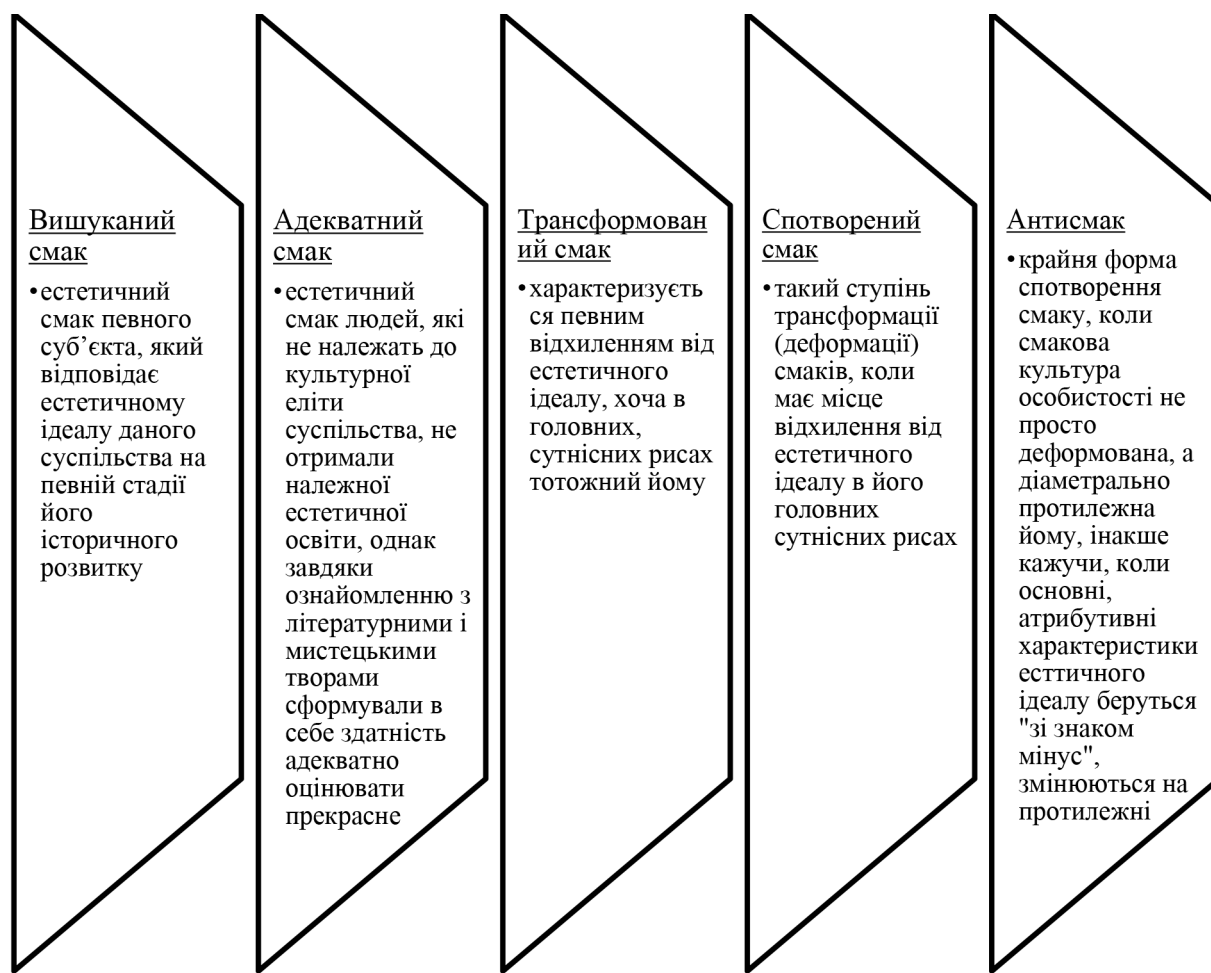 Вишуканий
смак
•естетичний
смак певного
суб’єкта, який
відповідає
естетичному
ідеалу даного
суспільства на
певній стадії
його
історичного
розвитку
Адекватний
смак
•естетичний
смак людей, які
не належать до
культурної
еліти
суспільства, не
отримали
належної
естетичної
освіти, однак
завдяки
ознайомленню з
літературними і
мистецькими
творами
сформували в
себе здатність
адекватно
оцінювати
прекрасне
Трансформован
ий смак
•характеризуєть
ся певним
відхиленням від
естетичного
ідеалу, хоча в
головних,
сутнісних рисах
тотожний йому
Спотворений
смак
•такий ступінь
трансформації
(деформації)
смаків, коли
має місце
відхилення від
естетичного
ідеалу в його
головних
сутнісних рисах
Антисмак
•крайня форма
спотворення
смаку, коли
смакова
культура
особистості не
просто
деформована, а
діаметрально
протилежна
йому, інакше
кажучи, коли
основні,
атрибутивні
характеристики
есттичного
ідеалу беруться
"зі знаком
мінус",
змінюються на
протилежні